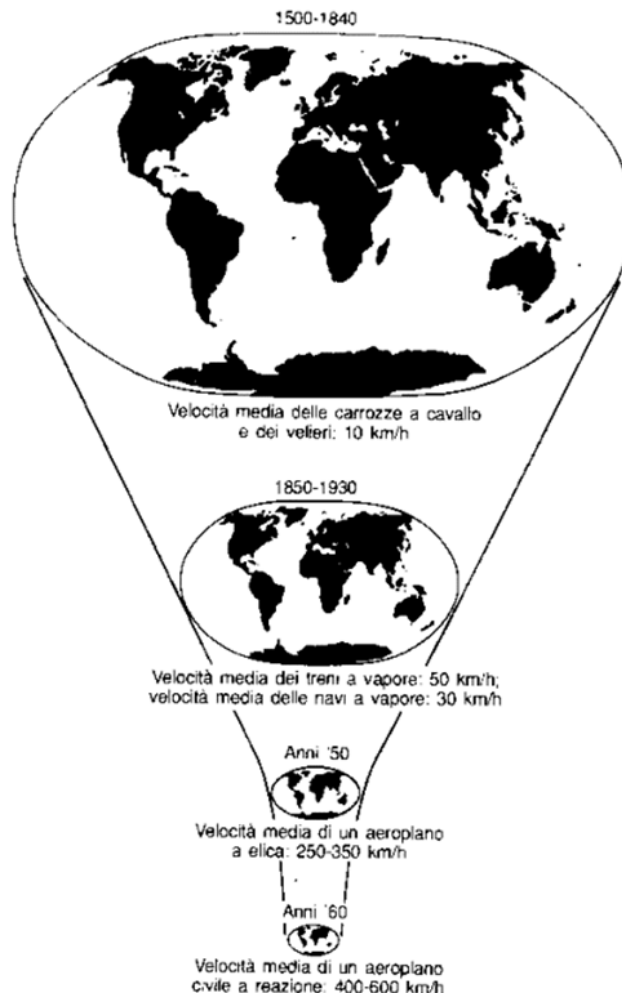 1500-1840
Velocità media delle carrozze a cavallo
e dei velieri: 10 km/h
1850-1930
Velocità media dei treni a vapore: 50 km/h;
velocità media delle navi a vapore: 30 km/h
Anni '50
Velocità media di un aeroplano
a elica: 250-350 km/h
Anni '60
Velocità media di un aeroplano
civile a reazione: 400-600 km/h